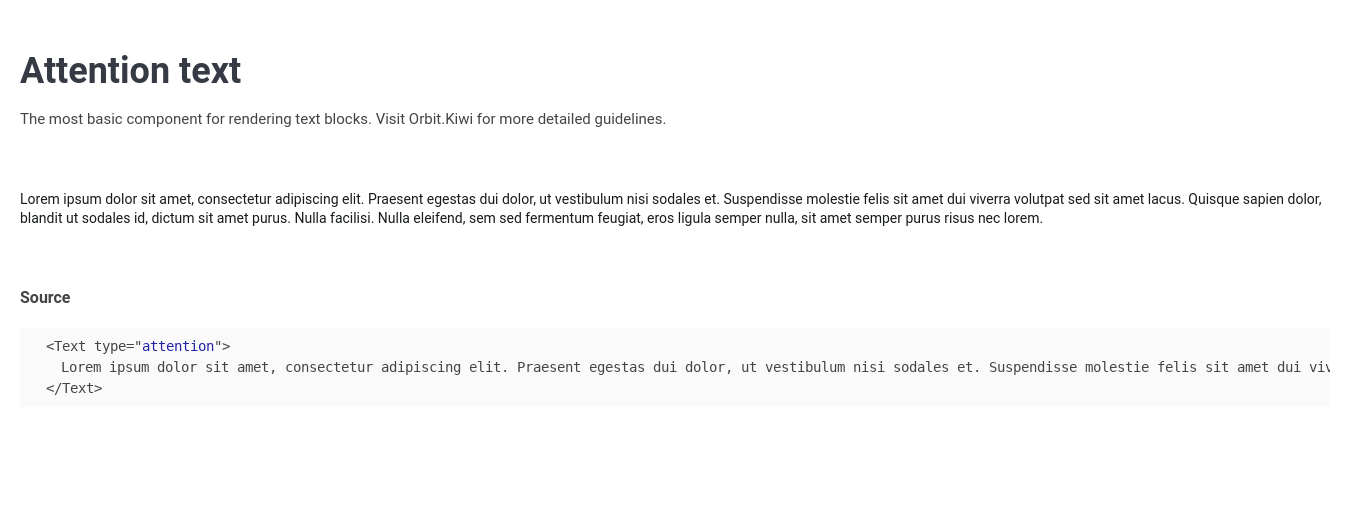 Attention text
The most basic component for rendering text blocks. Visit Orbit.Kiwi for more detailed guidelines.
Lorem ipsum dolor sit amet, consectetur adipiscing elit. Praesent egestas dui dolor, ut vestibulum nisi sodales et. Suspendisse molestie felis sit amet dui viverra volutpat sed sit amet lacus. Quisque sapien dolor,
blandit ut sodales id, dictum sit amet purus. Nulla facilisi. Nulla eleifend, sem sed fermentum feugiat, eros ligula semper nulla, sit amet semper purus risus nec lorem.
Source
<Text type="attention">
Lorem ipsum dolor sit amet, consectetur adipiscing elit. Praesent egestas dui dolor, ut vestibulum nisi sodales et. Suspendisse molestie felis sit amet dui
</Text>